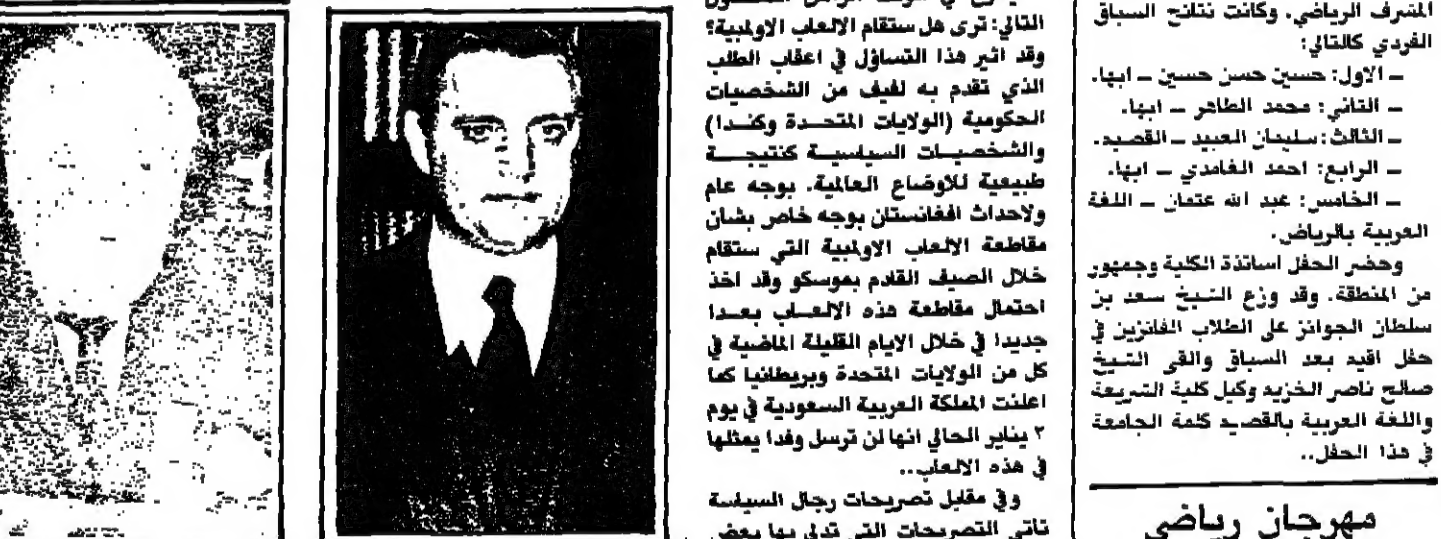 المشرف الرياضي. وكانت نتائج السباق
الفردي كالتالي:
ـ الاول: حسين حسن حسين ـ ابها.
ـ الثاني: محمد الطاهر ـ ابها.
ـ الثالث: سليمان العبيد ـ القصيم.
ـ الرابع: احمد الغامدي ـ ابها.
ـ الخامس: عبد الله عثمان ـ اللغة
العربية بالرياض.
وحضر الحفل اساتذة الكلية وجمهور
من المنطقة. وقد وزع الشيخ سعد بن
سلطان الجوائز على الطلاب الفائزين في
حفل اقيم بعد السباق والقى الشيخ
صالح ناصر الخزيم وكيل كلية الشريعة
واللغة العربية بالقصيم كلمة الجامعة
في هذا الحفل..
مهرجان رياضي
التالي: ترى هل ستقام الالعاب الاولمبية؟
وقد اثير هذا التساؤل في اعقاب الطلب
الذي تقدم به لفيف من الشخصيات
الحكومية (الولايات المتحدة وكندا)
والشخصيات السياسية كنتيجة
طبيعية للاوضاع العالمية. بوجه عام
ولاحداث افغانستان بوجه خاص بشان
مقاطعة الالعاب الاولمبية التي ستقام
خلال الصيف القادم بموسكو وقد اخذ
احتمال مقاطعة هذه الالعاب بعدا
جديدا في خلال الايام القليلة الماضية في
كل من الولايات المتحدة وبريطانيا كما
اعلنت المملكة العربية السعودية في يوم
٢ يناير الحالي انها لن ترسل وفدا يمثلها
في هذه الالعاب..
وفي مقابل تصريحات رجال السياسة
تاتي التصريحات التي تدلي بها بعض